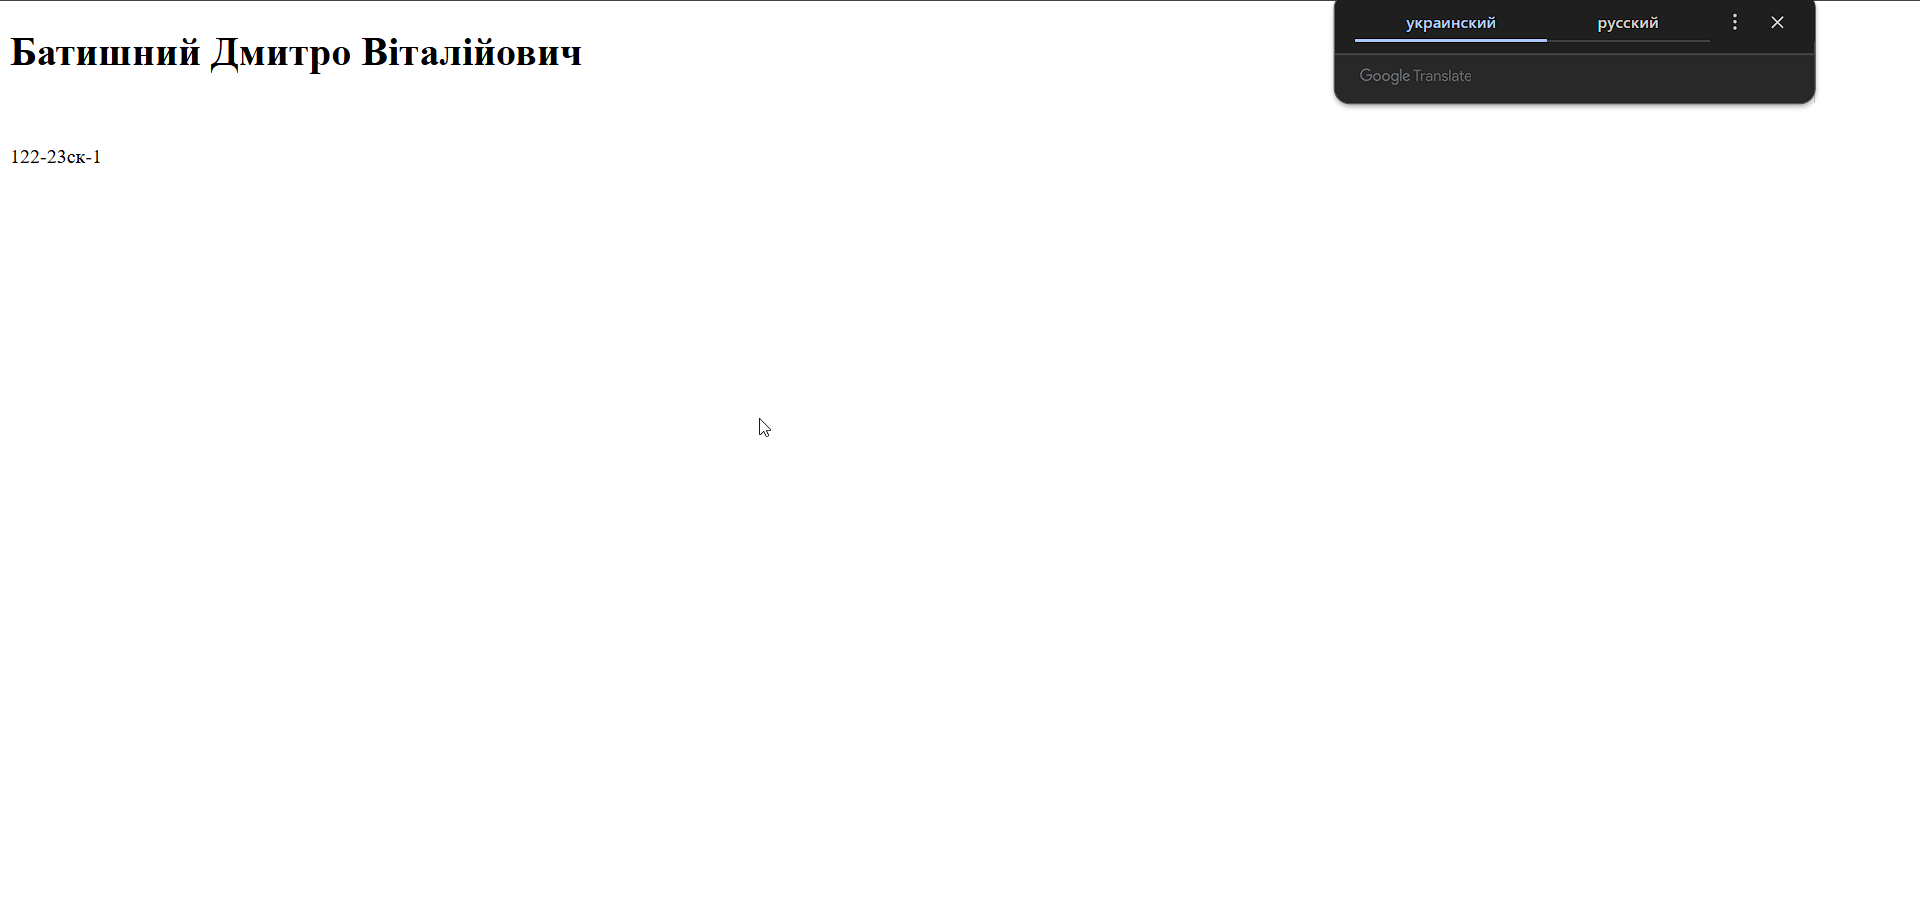 Батишний Дмитро Віталійович
122-23ск-1
украинский русский
Google Translate